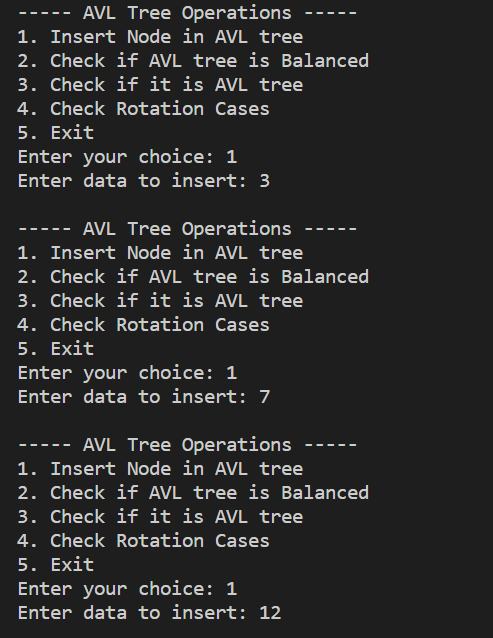 ----- AVL Tree Operations -----
1. Insert Node in AVL tree
2. Check if AVL tree is Balanced
3. Check if it is AVL tree
4. Check Rotation Cases
5. Exit
Enter your choice: 1
Enter data to insert: 3

----- AVL Tree Operations -----
1. Insert Node in AVL tree
2. Check if AVL tree is Balanced
3. Check if it is AVL tree
4. Check Rotation Cases
5. Exit
Enter your choice: 1
Enter data to insert: 7

----- AVL Tree Operations -----
1. Insert Node in AVL tree
2. Check if AVL tree is Balanced
3. Check if it is AVL tree
4. Check Rotation Cases
5. Exit
Enter your choice: 1
Enter data to insert: 12